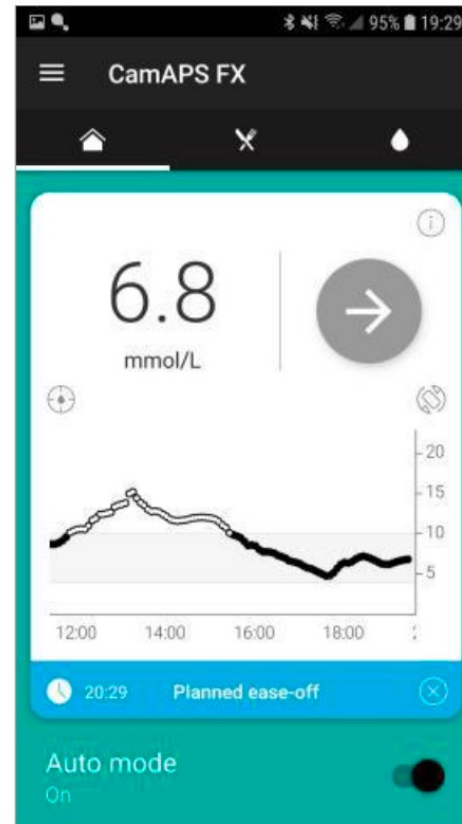 95% 19:29
CamAPS FX
6.8
mmol/L
20
15
10
5
12:00 14:00 16:00 18:00
20:29 Planned ease-off
Auto mode
On